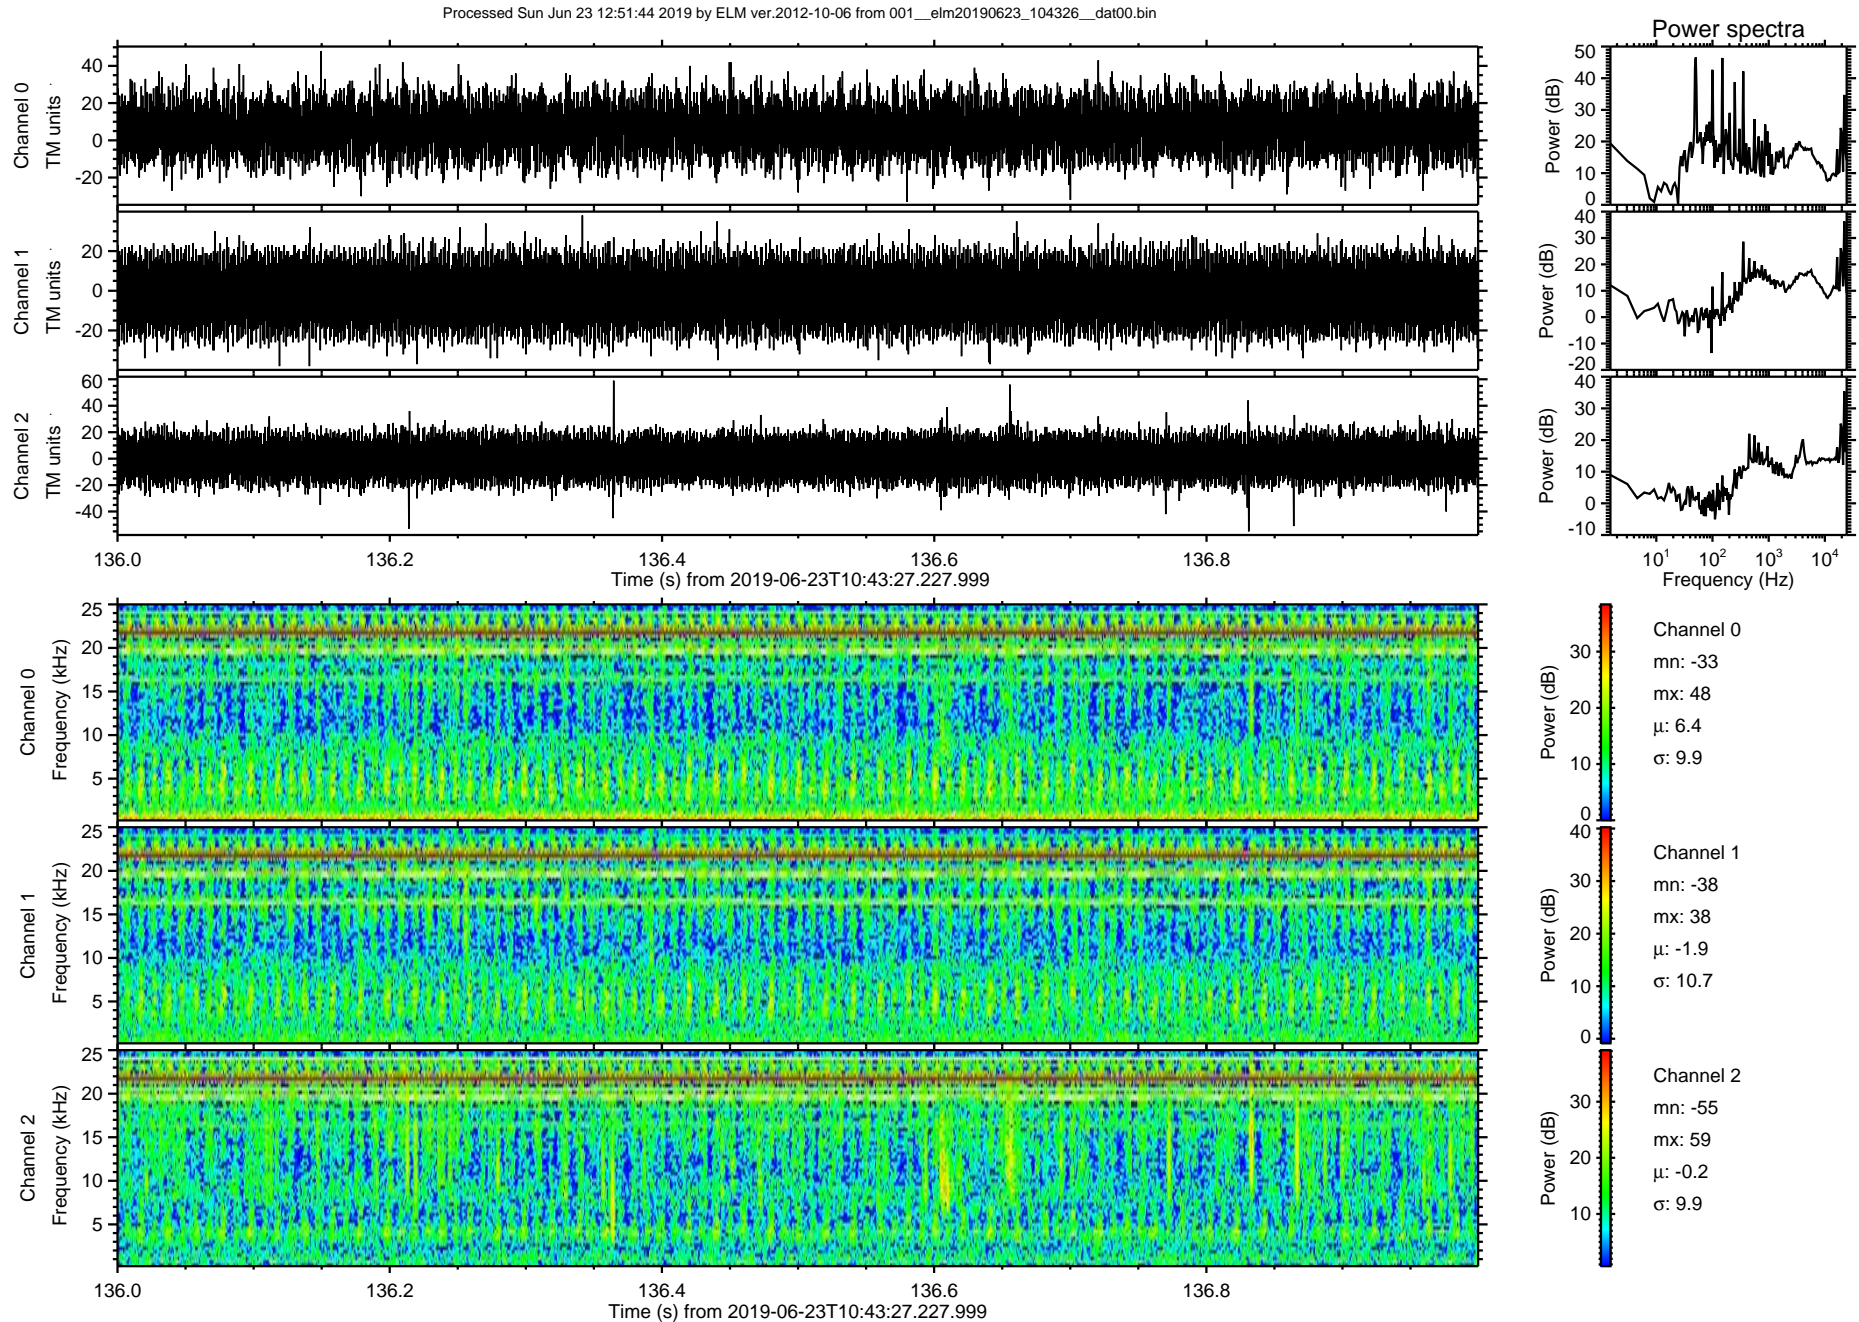 Processed Sun Jun 23 12:51:44 2019 by ELM ver.2012-10-06 from 001__elm20190623_104326__dat00.bin
Power spectra
Channel 0
TM units
40
20
0
-20
Power (dB)
50
40
30
20
10
0
Channel 1
TM units
20
0
-20
Power (dB)
40
30
20
10
0
-10
-20
Channel 2
TM units
60
40
20
0
-20
-40
Power (dB)
40
30
20
10
0
-10
136.0 136.2 136.4 136.6 136.8
Time (s) from 2019-06-23T10:43:27.227.999
10¹ 10² 10³ 10⁴
Frequency (Hz)
Channel 0
Frequency (kHz)
25
20
15
10
5
Power (dB)
30
20
10
0
Channel 0
mn: -33
mx: 48
μ: 6.4
σ: 9.9
Channel 1
Frequency (kHz)
25
20
15
10
5
Power (dB)
40
30
20
10
0
Channel 1
mn: -38
mx: 38
μ: -1.9
σ: 10.7
Channel 2
Frequency (kHz)
25
20
15
10
5
Power (dB)
30
20
10
Channel 2
mn: -55
mx: 59
μ: -0.2
σ: 9.9
136.0 136.2 136.4 136.6 136.8
Time (s) from 2019-06-23T10:43:27.227.999